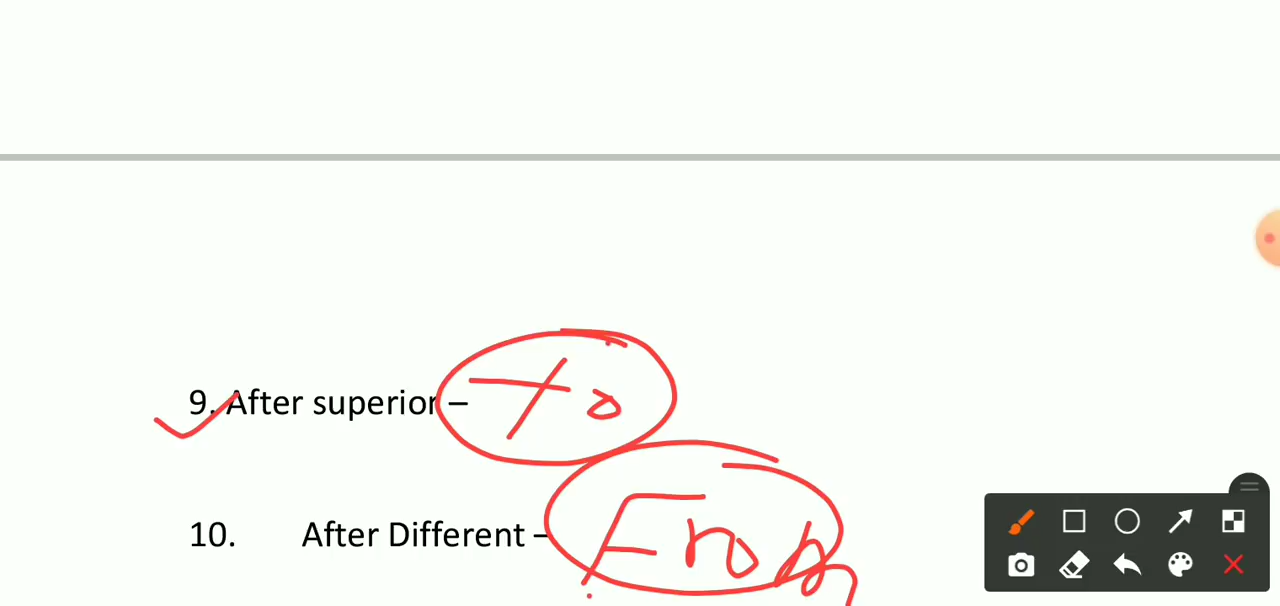 9. After superior – To
10. After Different – From